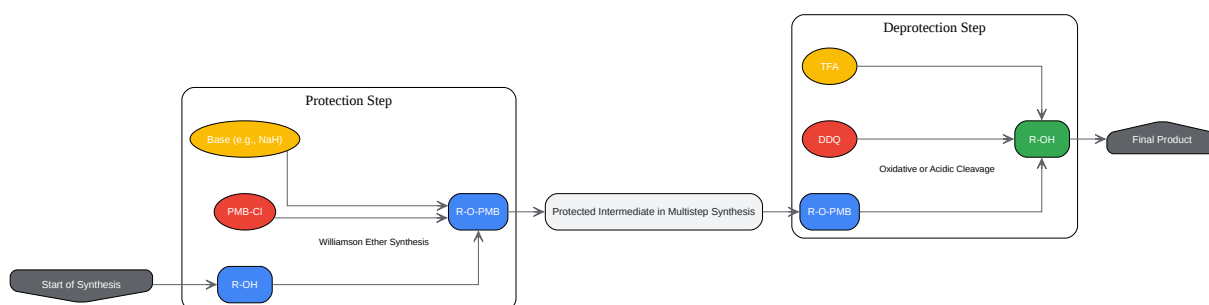 Protection Step
Base (e.g., NaH)
PMB-Cl
R-O-PMB
Williamson Ether Synthesis
Start of Synthesis
R-OH
Protected Intermediate in Multistep Synthesis
Deprotection Step
TFA
DDQ
R-OH
Oxidative or Acidic Cleavage
R-O-PMB
Final Product